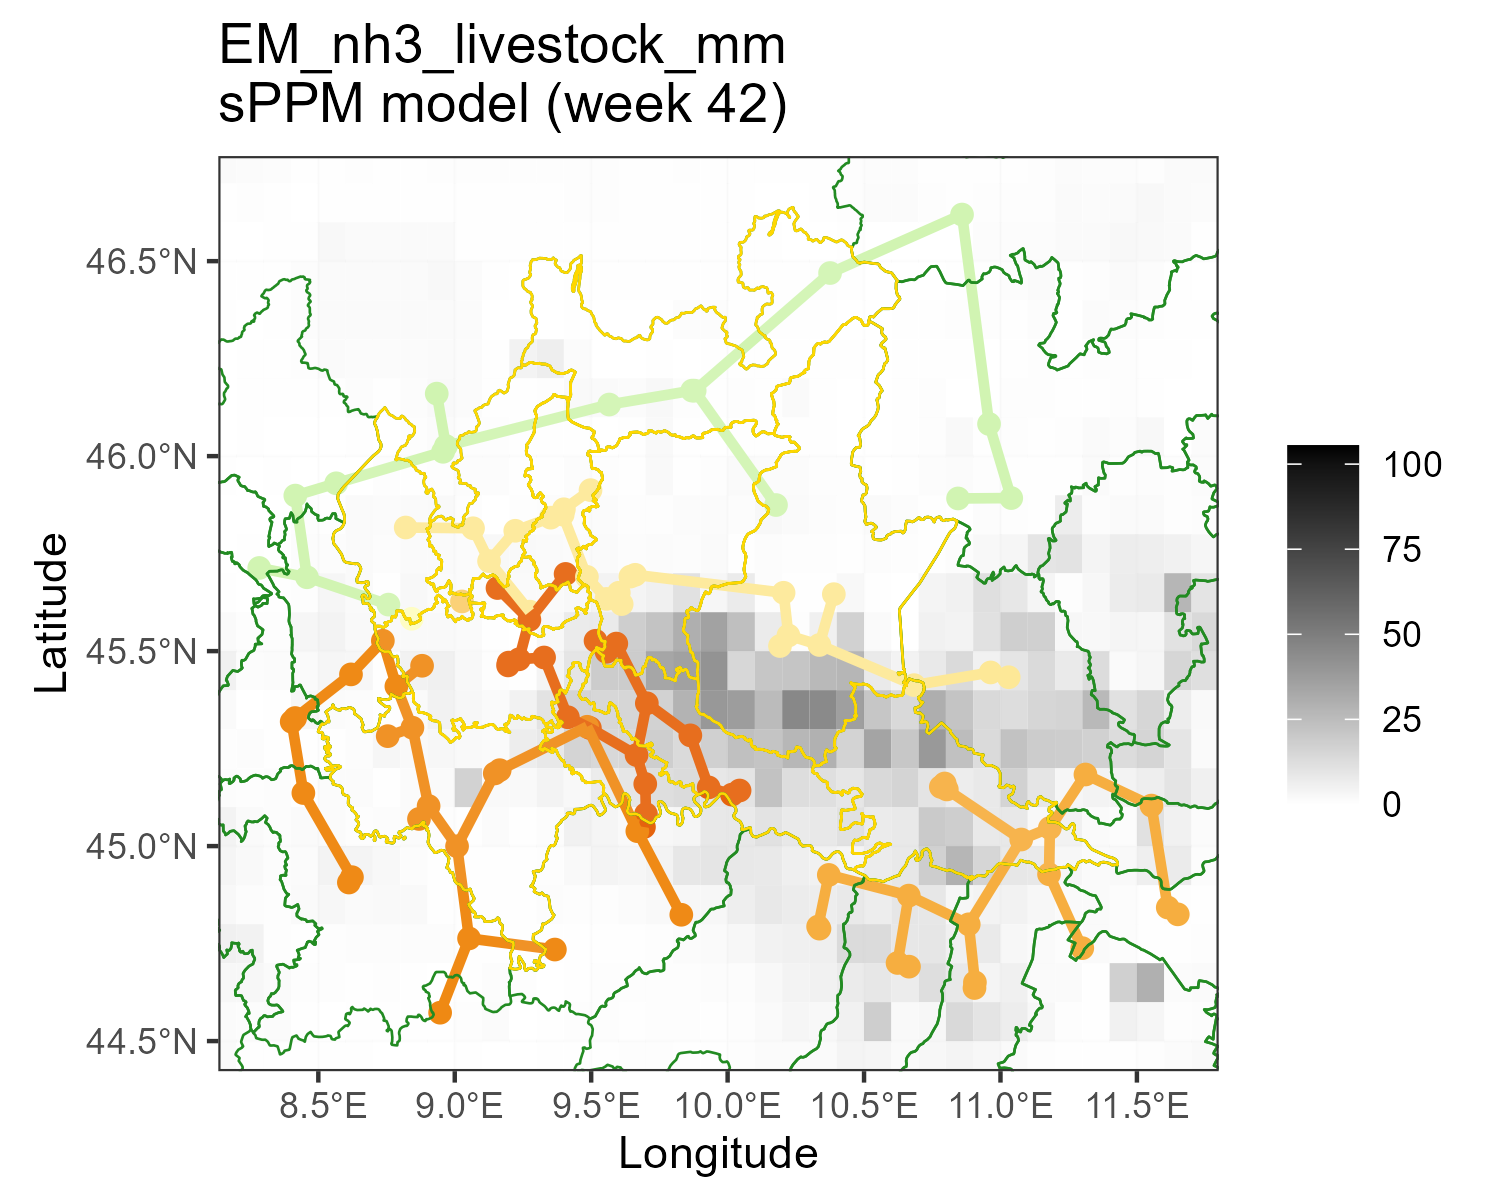 EM_nh3_livestock_mm
sPPM model (week 42)
46.5°N
46.0°N
45.5°N
45.0°N
44.5°N
Latitude
8.5°E 9.0°E 9.5°E 10.0°E 10.5°E 11.0°E 11.5°E
Longitude
100
75
50
25
0